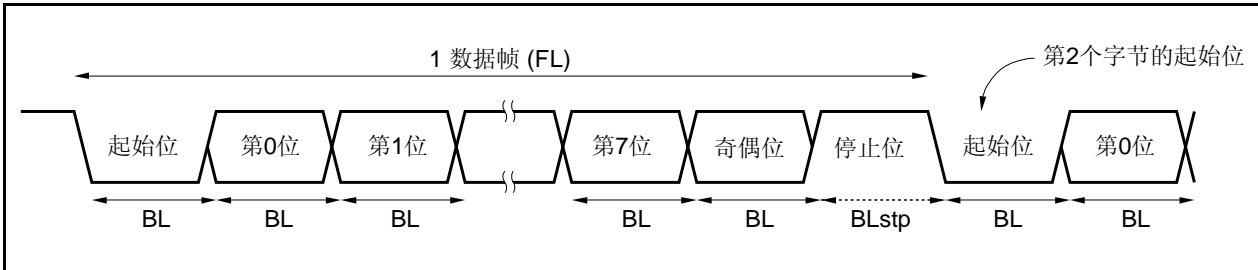 1 数据帧 (FL)
第2个字节的起始位
起始位 第0位 第1位 第7位 奇偶位 停止位 起始位 第0位
BL BL BL BL BL BLstp BL BL